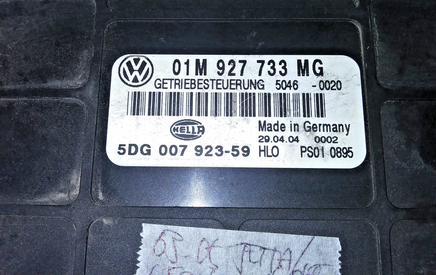 01M 927 733 MG
GETRIEBESTEUERUNG 5046 -0020
HELLA Made in Germany
29.04.04 0002
5DG 007 923-59 HLO PS01 0895